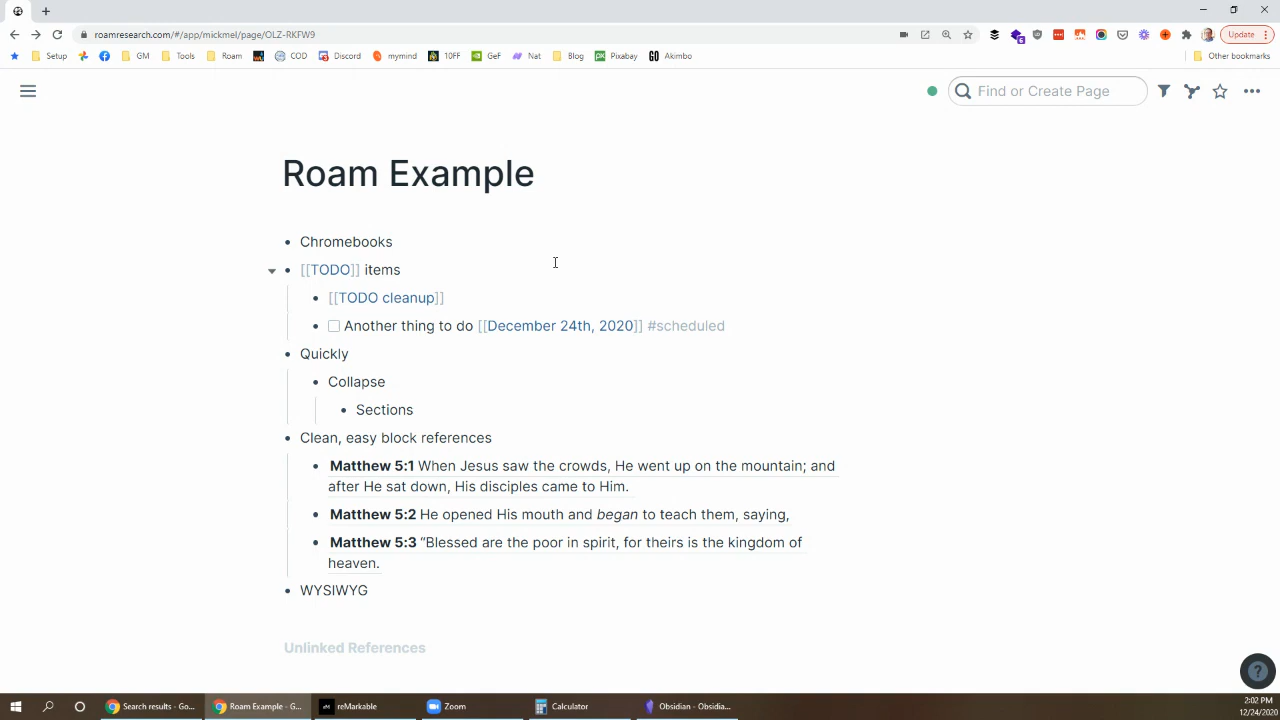 roamresearch.com/#/app/mickmel/page/OLZ-RKFW9
Update
Setup
GM
Tools
Roam
COD
Discord
mymind
10FF
GeF
Nat
Blog
Pixabay
GO Akimbo
Other bookmarks
Find or Create Page
Roam Example
Chromebooks
[[TODO]] items
[[TODO cleanup]]
Another thing to do [[December 24th, 2020]] #scheduled
Quickly
Collapse
Sections
Clean, easy block references
Matthew 5:1 When Jesus saw the crowds, He went up on the mountain; and
after He sat down, His disciples came to Him.
Matthew 5:2 He opened His mouth and began to teach them, saying,
Matthew 5:3 “Blessed are the poor in spirit, for theirs is the kingdom of
heaven.
WYSIWYG
Unlinked References
Search results - Go...
Roam Example - G...
reMarkable
Zoom
Calculator
Obsidian - Obsidia...
2:02 PM
12/24/2020